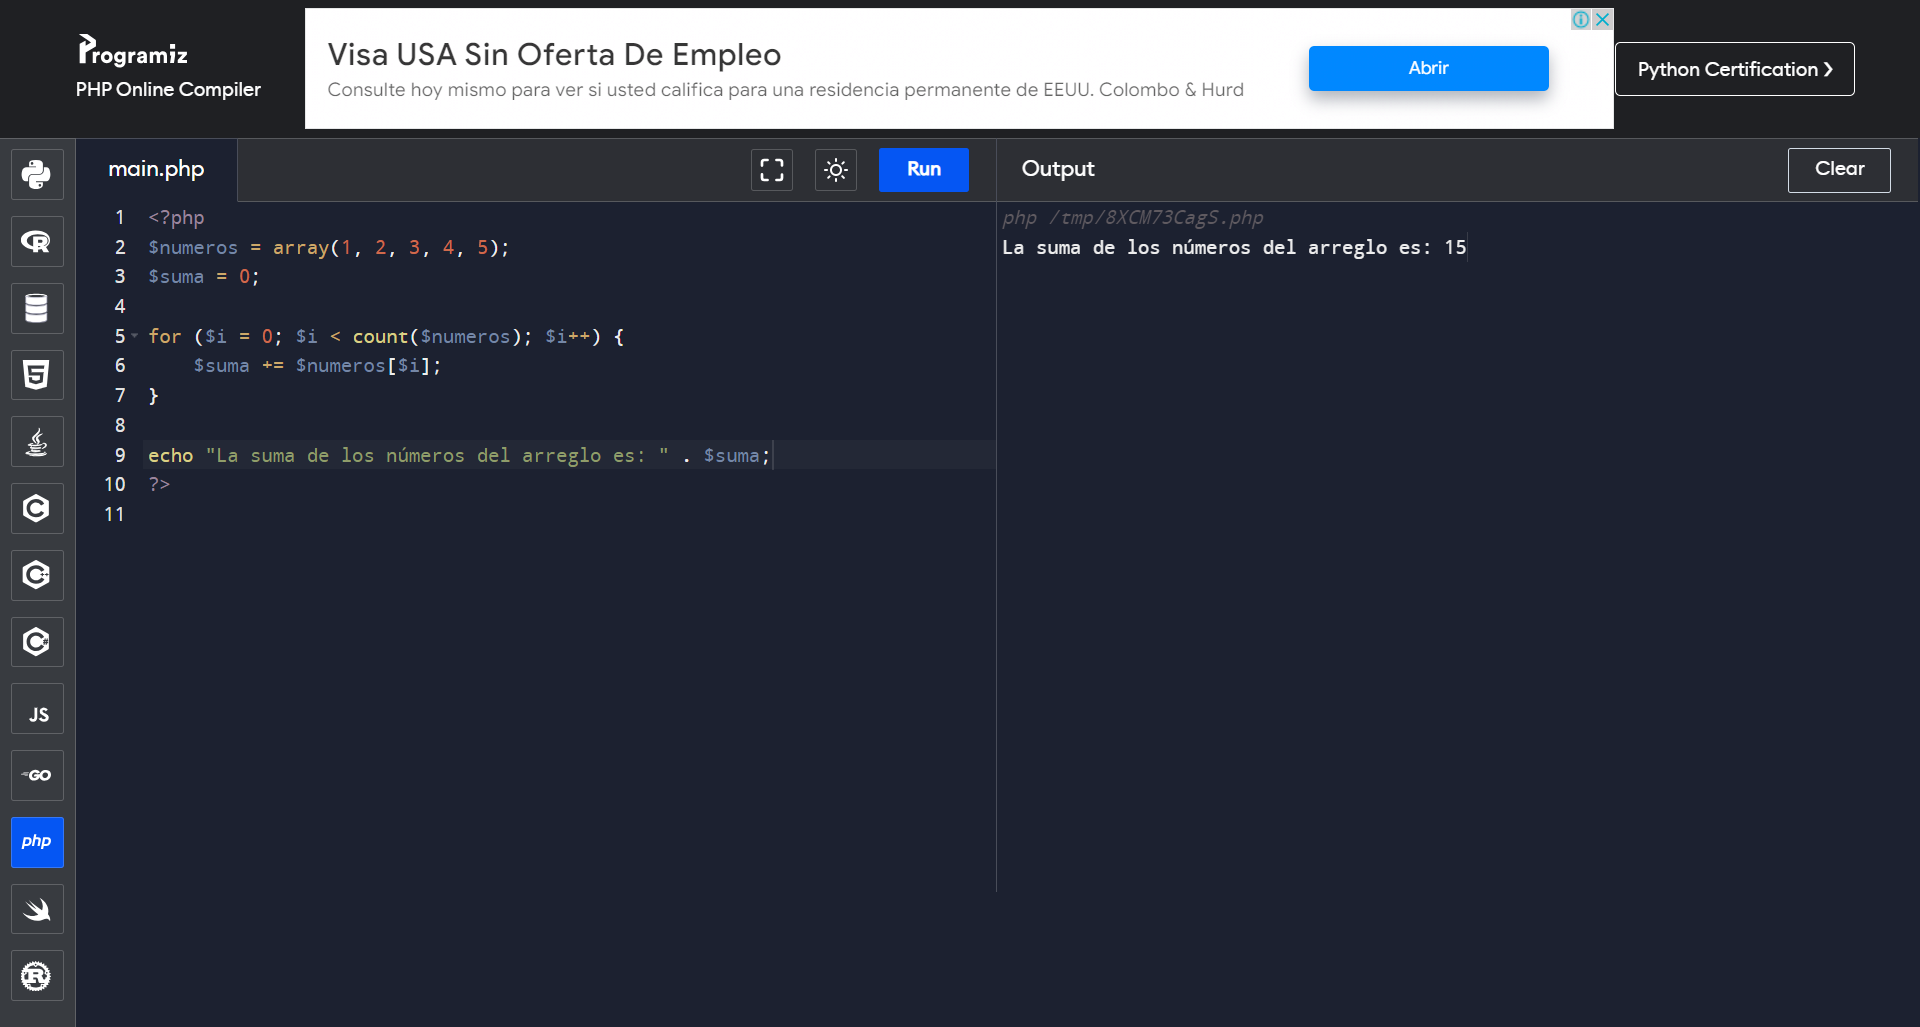 Programiz
PHP Online Compiler
Visa USA Sin Oferta De Empleo
Consulte hoy mismo para ver si usted califica para una residencia permanente de EEUU. Colombo & Hurd
Abrir
Python Certification ❯
main.php
Run
Output
Clear
1 <?php
2 $numeros = array(1, 2, 3, 4, 5);
3 $suma = 0;
4
5 for ($i = 0; $i < count($numeros); $i++) {
6     $suma += $numeros[$i];
7 }
8
9 echo "La suma de los números del arreglo es: " . $suma;
10 ?>
11
php /tmp/8XCM73CagS.php
La suma de los números del arreglo es: 15
R
5
C
C++
C#
JS
GO
php
R